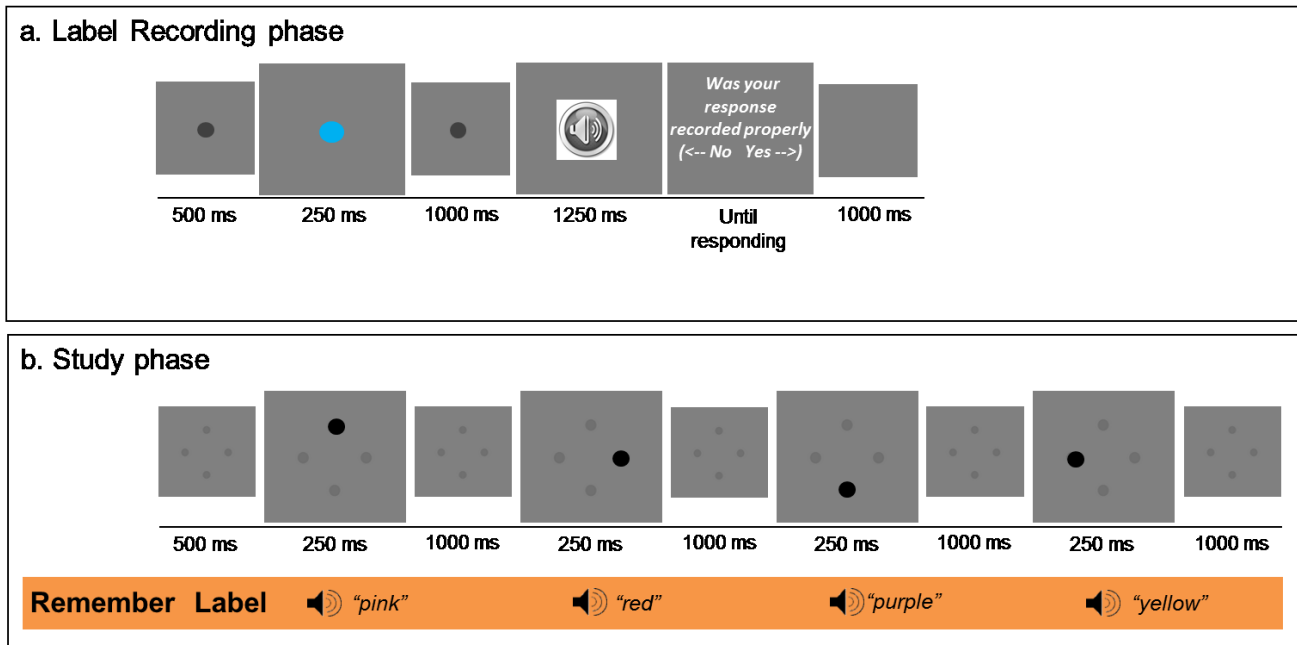 a. Label Recording phase
Was your
response
recorded properly
(<-- No Yes -->)
500 ms 250 ms 1000 ms 1250 ms Until responding 1000 ms
b. Study phase
500 ms 250 ms 1000 ms 250 ms 1000 ms 250 ms 1000 ms 250 ms 1000 ms
Remember Label "pink" "red" "purple" "yellow"